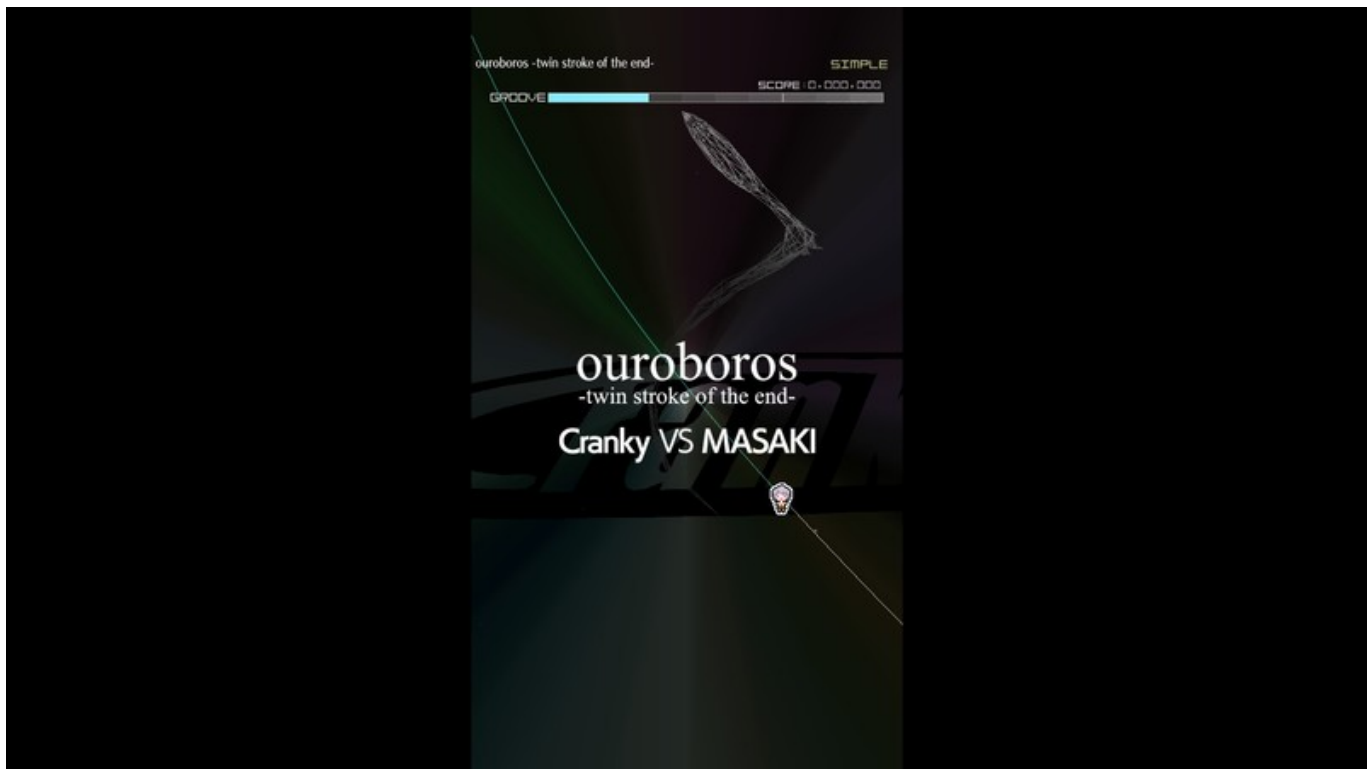 ouroboros -twin stroke of the end-
SIMPLE
SCORE:0,000,000
GROOVE
ouroboros
-twin stroke of the end-
Cranky VS MASAKI